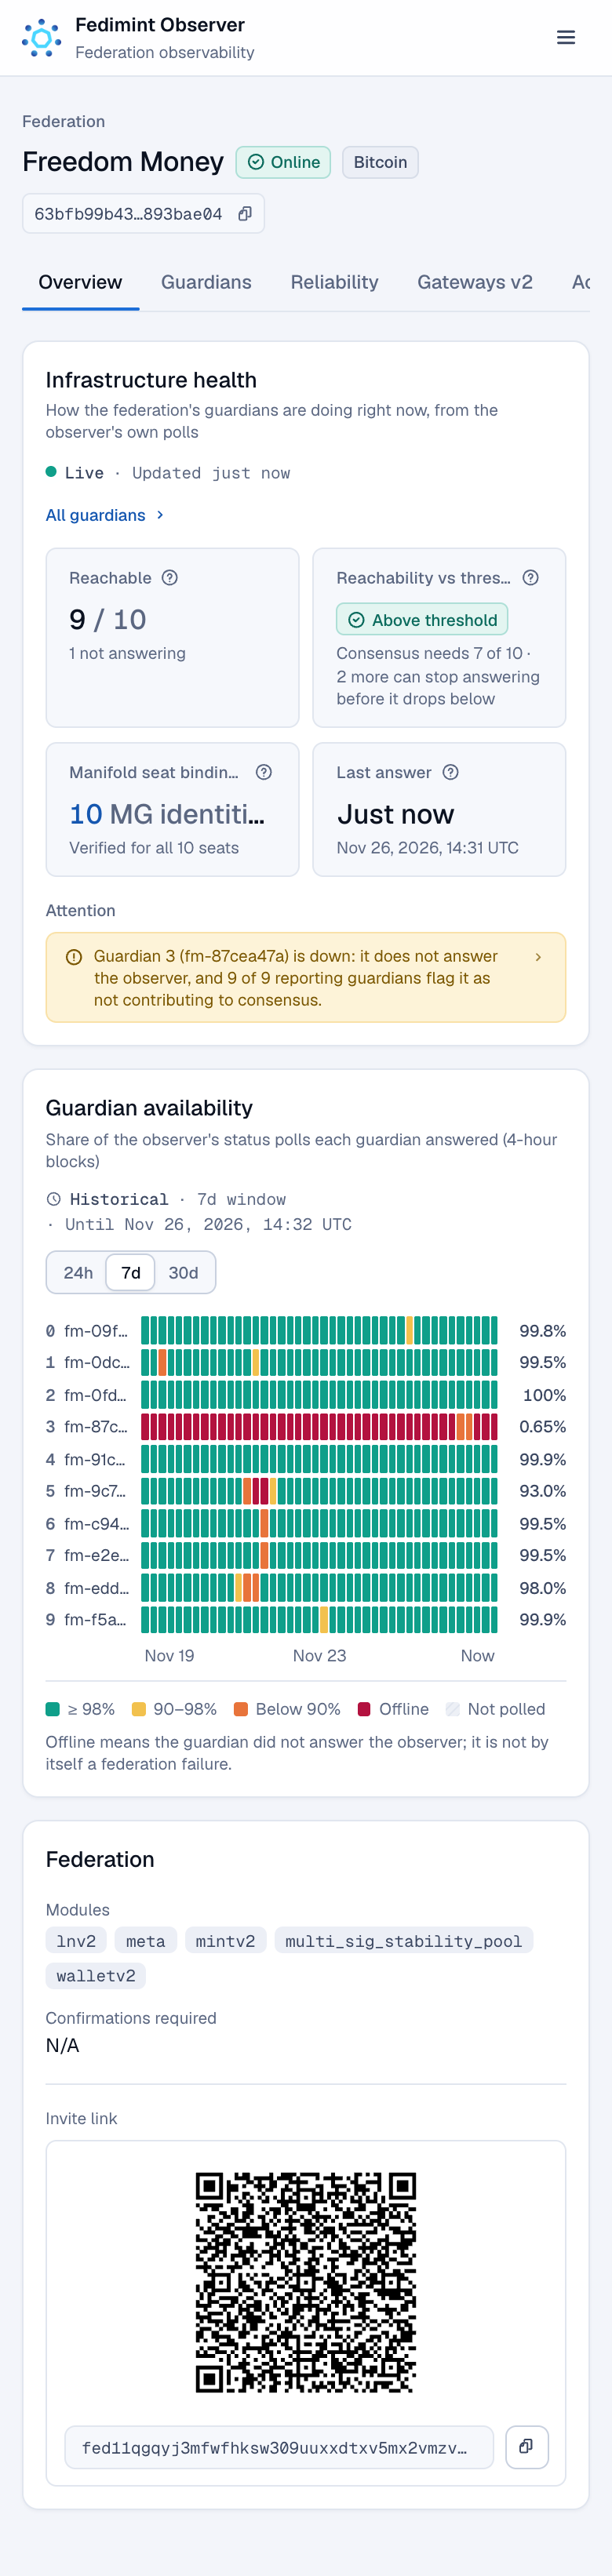 Fedimint Observer
Federation observability
Federation
Freedom Money
Online
Bitcoin
63bfb99b43…893bae04
Overview
Guardians
Reliability
Gateways v2
Ac
Infrastructure health
How the federation's guardians are doing right now, from the
observer's own polls
Live · Updated just now
All guardians
Reachable
9 / 10
1 not answering
Reachability vs thres...
Above threshold
Consensus needs 7 of 10 ·
2 more can stop answering
before it drops below
Manifold seat bindin...
10 MG identiti...
Verified for all 10 seats
Last answer
Just now
Nov 26, 2026, 14:31 UTC
Attention
Guardian 3 (fm-87cea47a) is down: it does not answer
the observer, and 9 of 9 reporting guardians flag it as
not contributing to consensus.
Guardian availability
Share of the observer's status polls each guardian answered (4-hour
blocks)
Historical · 7d window
· Until Nov 26, 2026, 14:32 UTC
24h 7d 30d
0 fm-09f... 99.8%
1 fm-0dc... 99.5%
2 fm-0fd... 100%
3 fm-87c... 0.65%
4 fm-91c... 99.9%
5 fm-9c7... 93.0%
6 fm-c94... 99.5%
7 fm-e2e... 99.5%
8 fm-edd... 98.0%
9 fm-f5a... 99.9%
Nov 19 Nov 23 Now
≥ 98% 90–98% Below 90% Offline Not polled
Offline means the guardian did not answer the observer; it is not by
itself a federation failure.
Federation
Modules
lnv2 meta mintv2 multi_sig_stability_pool
walletv2
Confirmations required
N/A
Invite link
fed11qgqyj3mfwfhksw309uuxxdtxv5mx2vmzv…